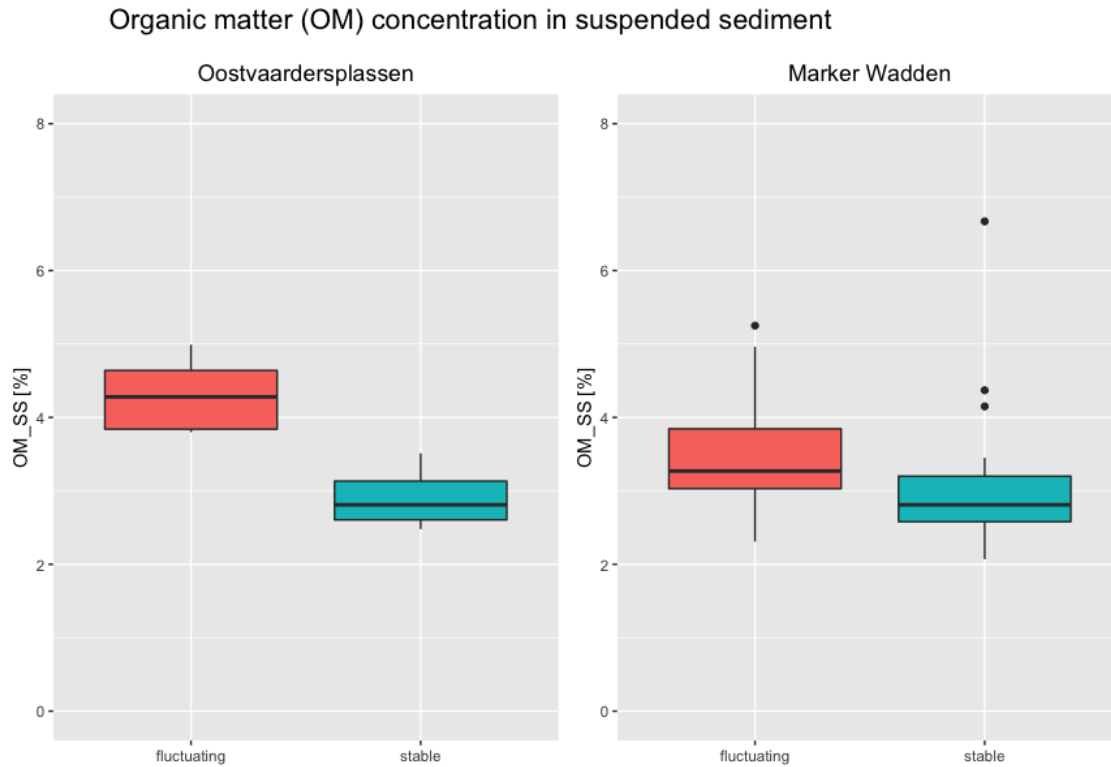 Organic matter (OM) concentration in suspended sediment
Oostvaardersplassen
OM_SS [%]
8
6
4
2
0
fluctuating
stable
Marker Wadden
OM_SS [%]
8
6
4
2
0
fluctuating
stable